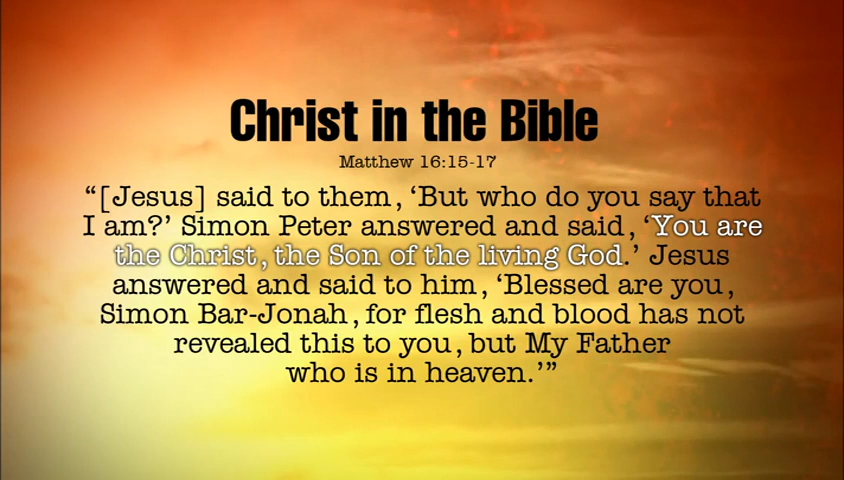 Christ in the Bible
Matthew 16:15-17
“[Jesus] said to them, ‘But who do you say that
I am?’ Simon Peter answered and said, ‘You are
the Christ, the Son of the living God.’ Jesus
answered and said to him, ‘Blessed are you,
Simon Bar-Jonah, for flesh and blood has not
revealed this to you, but My Father
who is in heaven.’”